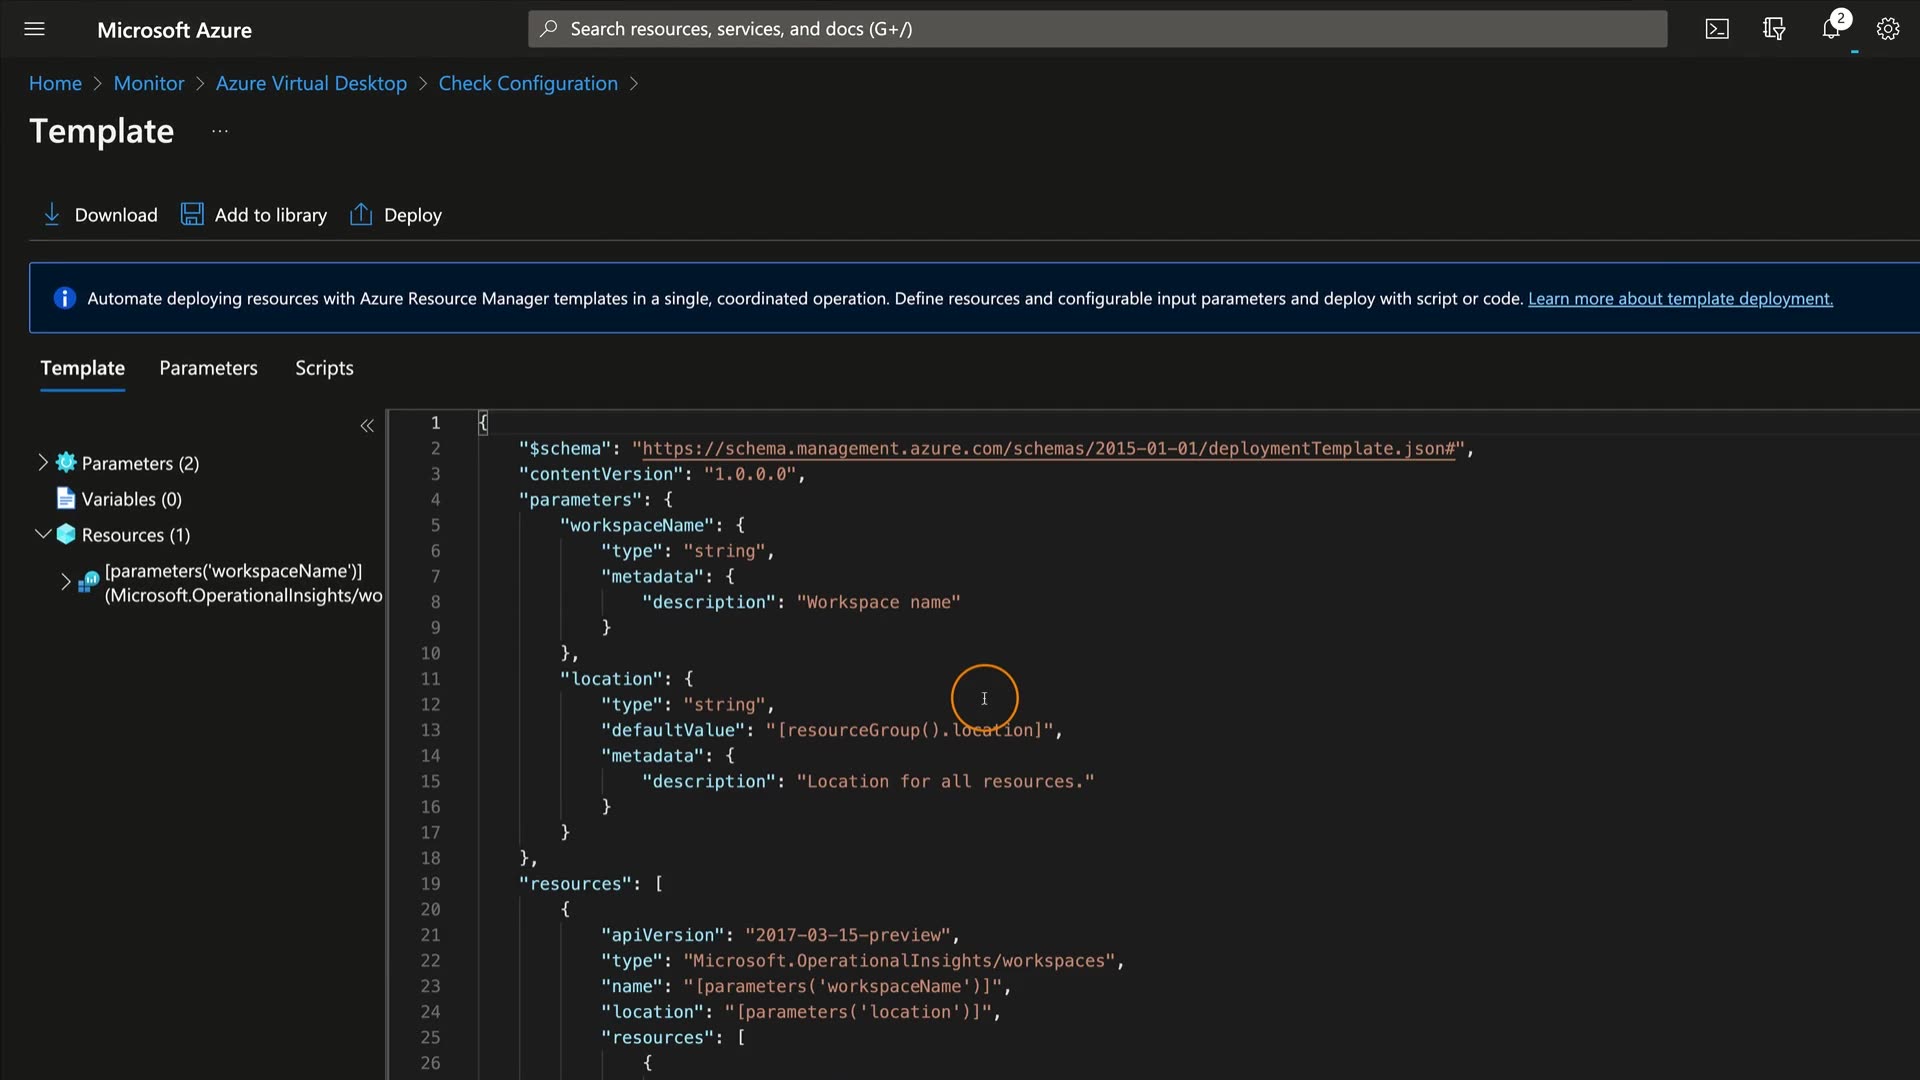 Microsoft Azure
Search resources, services, and docs (G+/)
2
Home > Monitor > Azure Virtual Desktop > Check Configuration >
Template ...
Download Add to library Deploy
Automate deploying resources with Azure Resource Manager templates in a single, coordinated operation. Define resources and configurable input parameters and deploy with script or code. Learn more about template deployment.
Template Parameters Scripts
Parameters (2)
Variables (0)
Resources (1)
[parameters('workspaceName')]
(Microsoft.OperationalInsights/wo
1 {
2 "$schema": "https://schema.management.azure.com/schemas/2015-01-01/deploymentTemplate.json#",
3 "contentVersion": "1.0.0.0",
4 "parameters": {
5 "workspaceName": {
6 "type": "string",
7 "metadata": {
8 "description": "Workspace name"
9 }
10 },
11 "location": {
12 "type": "string",
13 "defaultValue": "[resourceGroup().location]",
14 "metadata": {
15 "description": "Location for all resources."
16 }
17 }
18 },
19 "resources": [
20 {
21 "apiVersion": "2017-03-15-preview",
22 "type": "Microsoft.OperationalInsights/workspaces",
23 "name": "[parameters('workspaceName')]",
24 "location": "[parameters('location')]",
25 "resources": [
26 {